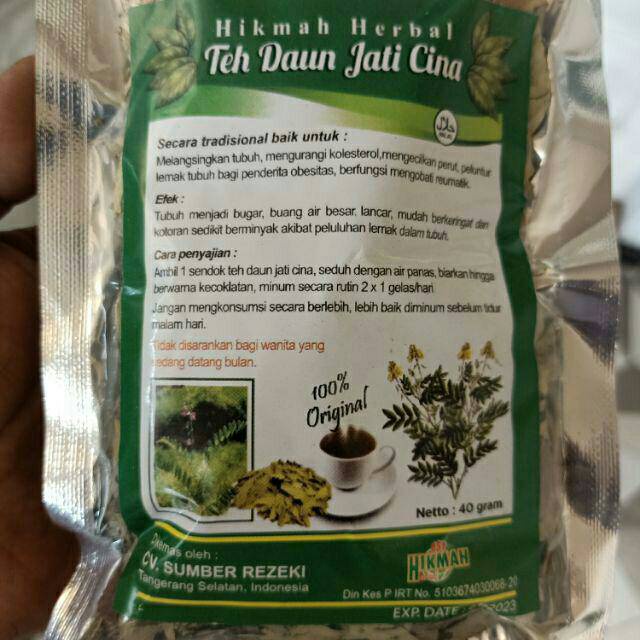 Hikmah Herbal
Teh Daun Jati Cina
Secara tradisional baik untuk :
Melangsingkan tubuh, mengurangi kolesterol,mengecilkan perut, peluntur
lemak tubuh bagi penderita obesitas, berfungsi mengobati reumatik.
Efek :
Tubuh menjadi bugar, buang air besar, lancar, mudah berkeringat dan
kotoran sedikit berminyak akibat peluluhan lemak dalam tubuh.
Cara penyajian :
Ambil 1 sendok teh daun jati cina, seduh dengan air panas, biarkan hingga
berwarna kecoklatan, minum secara rutin 2 x 1 gelas/hari
Jangan mengkonsumsi secara berlebih, lebih baik diminum sebelum tidur
malam hari.
Tidak disarankan bagi wanita yang
sedang datang bulan.
100%
Original
Netto : 40 gram
Dikemas oleh :
CV. SUMBER REZEKI
Tangerang Selatan, Indonesia
HIKMAH
Din Kes P IRT No. 5103674030068-20
EXP. DATE :